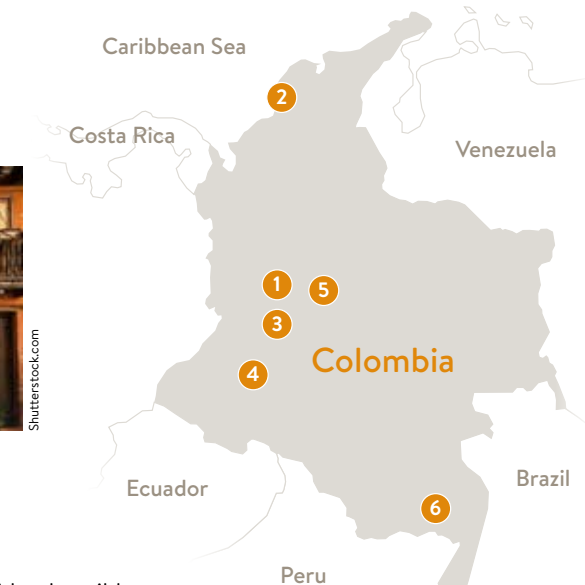 Caribbean Sea
2
Costa Rica
Venezuela
1
5
3
Colombia
4
Shutterstock.com
Ecuador
Brazil
6
Peru